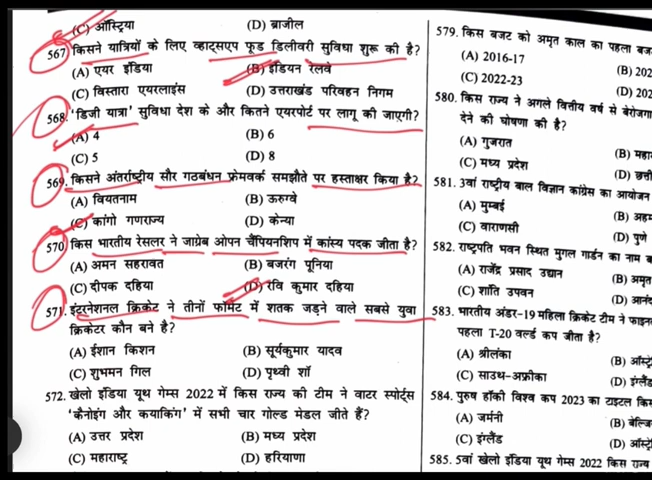 (C) ऑस्ट्रिया (D) ब्राजील
567. किसने यात्रियों के लिए व्हाट्सएप फूड डिलीवरी सुविधा शुरू की है?
(A) एयर इंडिया (B) इंडियन रेलवे
(C) विस्तारा एयरलाइंस (D) उत्तराखंड परिवहन निगम
568. 'डिजी यात्रा' सुविधा देश के और कितने एयरपोर्ट पर लागू की जाएगी?
(A) 4 (B) 6
(C) 5 (D) 8
569. किसने अंतर्राष्ट्रीय सौर गठबंधन फ्रेमवर्क समझौते पर हस्ताक्षर किया है?
(A) वियतनाम (B) ऊरुग्वे
(C) कांगो गणराज्य (D) केन्या
570. किस भारतीय रेसलर ने जाग्रेब ओपन चैंपियनशिप में कांस्य पदक जीता है?
(A) अमन सहरावत (B) बजरंग पूनिया
(C) दीपक दहिया (D) रवि कुमार दहिया
571. इंटरनेशनल क्रिकेट ने तीनों फॉर्मेट में शतक जड़ने वाले सबसे युवा
क्रिकेटर कौन बने है?
(A) ईशान किशन (B) सूर्यकुमार यादव
(C) शुभमन गिल (D) पृथ्वी शॉ
572. खेलो इंडिया यूथ गेम्स 2022 में किस राज्य की टीम ने वाटर स्पोर्ट्स
'कैनोइंग और कयाकिंग' में सभी चार गोल्ड मेडल जीते हैं?
(A) उत्तर प्रदेश (B) मध्य प्रदेश
(C) महाराष्ट्र (D) हरियाणा
579. किस बजट को अमृत काल का पहला
(A) 2016-17 (B)
(C) 2022-23 (D)
580. किस राज्य ने अगले वित्तीय वर्ष से
देने की घोषणा की है?
(A) गुजरात (B)
(C) मध्य प्रदेश (D)
581. 3वां राष्ट्रीय बाल विज्ञान कांग्रेस का आयोजन
(A) मुम्बई (B)
(C) वाराणसी (D) पुणे
582. राष्ट्रपति भवन स्थित मुगल गार्डन का नाम
(A) राजेंद्र प्रसाद उद्यान (B)
(C) शांति उपवन (D)
583. भारतीय अंडर-19 महिला क्रिकेट टीम ने
पहला T-20 वर्ल्ड कप जीता है?
(A) श्रीलंका (B)
(C) साउथ-अफ्रीका (D)
584. पुरुष हॉकी विश्व कप 2023 का टाइटल
(A) जर्मनी (B)
(C) इंग्लैंड (D)
585. 5वां खेलो इंडिया यूथ गेम्स 2022 किस